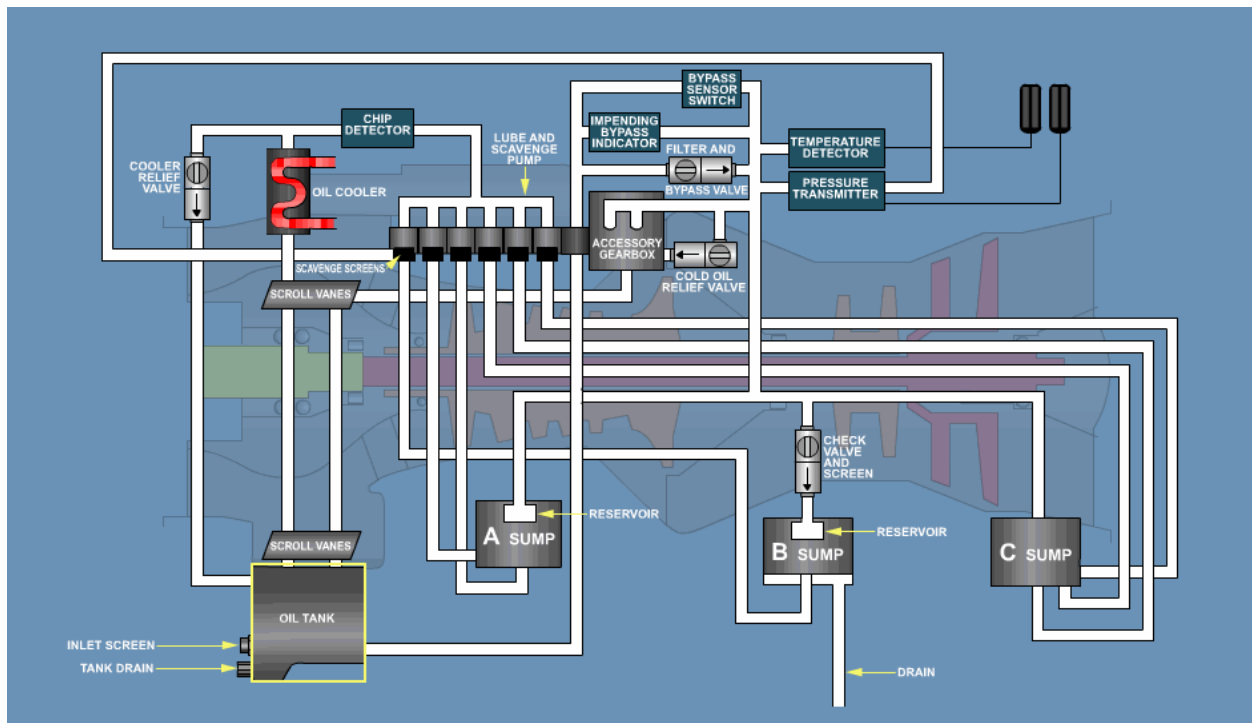 BYPASS
SENSOR
SWITCH
CHIP
DETECTOR
IMPENDING
BYPASS
INDICATOR
LUBE AND
SCAVENGE
PUMP
TEMPERATURE
DETECTOR
FILTER AND
BYPASS VALVE
COOLER
RELIEF
VALVE
OIL COOLER
PRESSURE
TRANSMITTER
ACCESSORY
GEARBOX
SCAVENGE SCREENS
COLD OIL
RELIEF VALVE
SCROLL VANES
CHECK
VALVE
AND
SCREEN
RESERVOIR
A SUMP
RESERVOIR
B SUMP
C SUMP
SCROLL VANES
OIL TANK
INLET SCREEN
TANK DRAIN
DRAIN